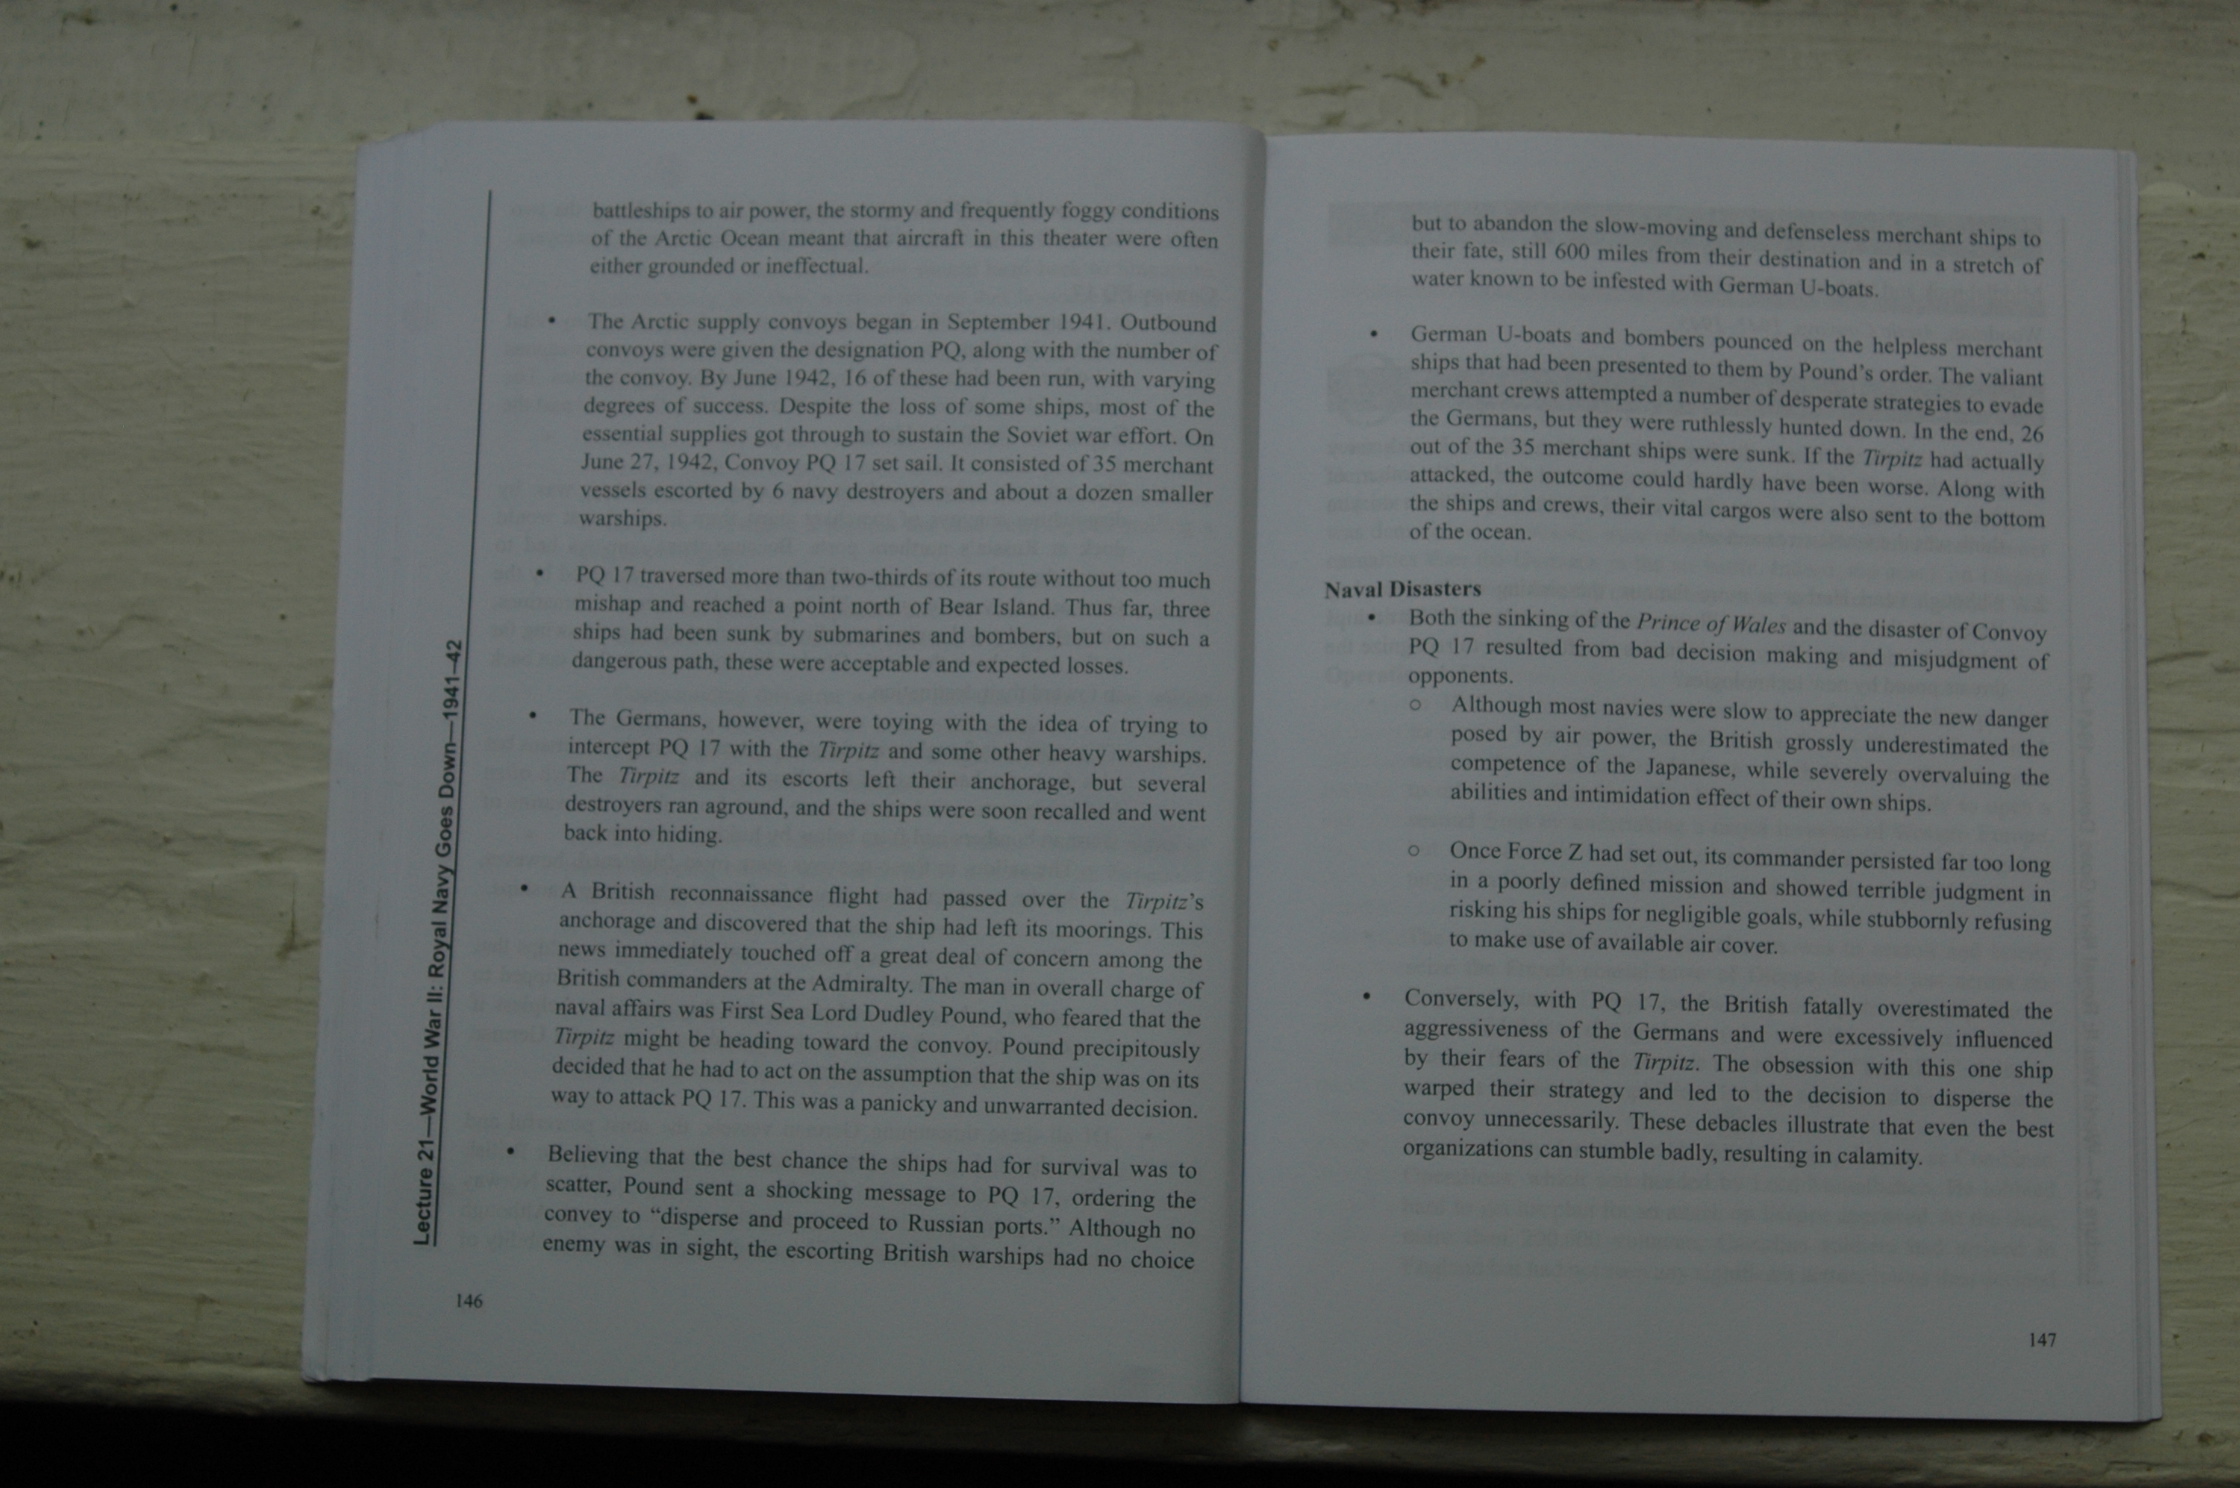 Lecture 21—World War II: Royal Navy Goes Down—1941–42
battleships to air power, the stormy and frequently foggy conditions
of the Arctic Ocean meant that aircraft in this theater were often
either grounded or ineffectual.
• The Arctic supply convoys began in September 1941. Outbound
convoys were given the designation PQ, along with the number of
the convoy. By June 1942, 16 of these had been run, with varying
degrees of success. Despite the loss of some ships, most of the
essential supplies got through to sustain the Soviet war effort. On
June 27, 1942, Convoy PQ 17 set sail. It consisted of 35 merchant
vessels escorted by 6 navy destroyers and about a dozen smaller
warships.
• PQ 17 traversed more than two-thirds of its route without too much
mishap and reached a point north of Bear Island. Thus far, three
ships had been sunk by submarines and bombers, but on such a
dangerous path, these were acceptable and expected losses.
• The Germans, however, were toying with the idea of trying to
intercept PQ 17 with the Tirpitz and some other heavy warships.
The Tirpitz and its escorts left their anchorage, but several
destroyers ran aground, and the ships were soon recalled and went
back into hiding.
• A British reconnaissance flight had passed over the Tirpitz's
anchorage and discovered that the ship had left its moorings. This
news immediately touched off a great deal of concern among the
British commanders at the Admiralty. The man in overall charge of
naval affairs was First Sea Lord Dudley Pound, who feared that the
Tirpitz might be heading toward the convoy. Pound precipitously
decided that he had to act on the assumption that the ship was on its
way to attack PQ 17. This was a panicky and unwarranted decision.
• Believing that the best chance the ships had for survival was to
scatter, Pound sent a shocking message to PQ 17, ordering the
convey to “disperse and proceed to Russian ports.” Although no
enemy was in sight, the escorting British warships had no choice
146
but to abandon the slow-moving and defenseless merchant ships to
their fate, still 600 miles from their destination and in a stretch of
water known to be infested with German U-boats.
• German U-boats and bombers pounced on the helpless merchant
ships that had been presented to them by Pound's order. The valiant
merchant crews attempted a number of desperate strategies to evade
the Germans, but they were ruthlessly hunted down. In the end, 26
out of the 35 merchant ships were sunk. If the Tirpitz had actually
attacked, the outcome could hardly have been worse. Along with
the ships and crews, their vital cargos were also sent to the bottom
of the ocean.
Naval Disasters
• Both the sinking of the Prince of Wales and the disaster of Convoy
PQ 17 resulted from bad decision making and misjudgment of
opponents.
o Although most navies were slow to appreciate the new danger
posed by air power, the British grossly underestimated the
competence of the Japanese, while severely overvaluing the
abilities and intimidation effect of their own ships.
o Once Force Z had set out, its commander persisted far too long
in a poorly defined mission and showed terrible judgment in
risking his ships for negligible goals, while stubbornly refusing
to make use of available air cover.
• Conversely, with PQ 17, the British fatally overestimated the
aggressiveness of the Germans and were excessively influenced
by their fears of the Tirpitz. The obsession with this one ship
warped their strategy and led to the decision to disperse the
convoy unnecessarily. These debacles illustrate that even the best
organizations can stumble badly, resulting in calamity.
147